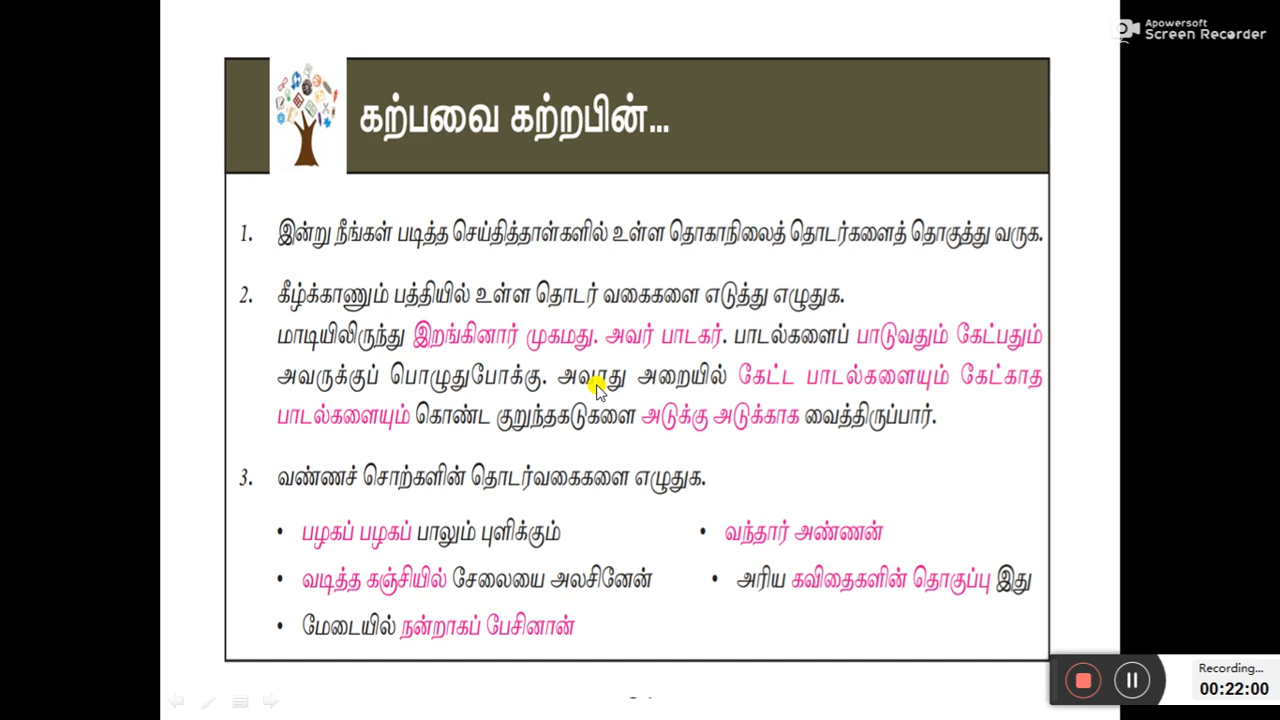 Apowersoft
Screen Recorder
கற்பவை கற்றபின்...
1. இன்று நீங்கள் படித்த செய்தித்தாள்களில் உள்ள தொகாநிலைத் தொடர்களைத் தொகுத்து வருக.
2. கீழ்க்காணும் பத்தியில் உள்ள தொடர் வகைகளை எடுத்து எழுதுக.
மாடியிலிருந்து இறங்கினார் முகமது. அவர் பாடகர். பாடல்களைப் பாடுவதும் கேட்பதும்
அவருக்குப் பொழுதுபோக்கு. அவரது அறையில் கேட்ட பாடல்களையும் கேட்காத
பாடல்களையும் கொண்ட குறுந்தகடுகளை அடுக்கு அடுக்காக வைத்திருப்பார்.
3. வண்ணச் சொற்களின் தொடர்வகைகளை எழுதுக.
• பழகப் பழகப் பாலும் புளிக்கும் • வந்தார் அண்ணன்
• வடித்த கஞ்சியில் சேலையை அலசினேன் • அரிய கவிதைகளின் தொகுப்பு இது
• மேடையில் நன்றாகப் பேசினான்
Recording...
00:22:00